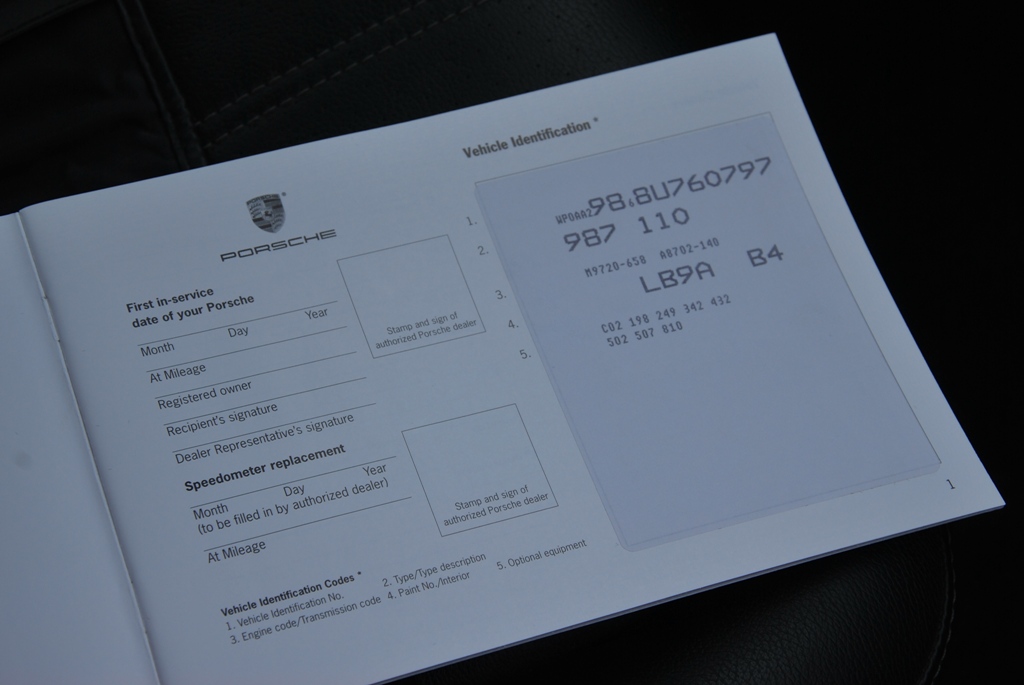 PORSCHE
First in-service
date of your Porsche
Month Day Year
At Mileage
Registered owner
Recipient's signature
Dealer Representative's signature
Stamp and sign of
authorized Porsche dealer
Speedometer replacement
Month Day Year
(to be filled in by authorized dealer)
At Mileage
Stamp and sign of
authorized Porsche dealer
Vehicle Identification Codes *
1. Vehicle Identification No. 2. Type/Type description
3. Engine code/Transmission code 4. Paint No./Interior 5. Optional equipment
Vehicle Identification *
1.
2.
3.
4.
5.
WP0AA2 98,8U760797
987 110
M9720-658 A8702-140
LB9A B4
C02 198 249 342 432
502 507 810
1